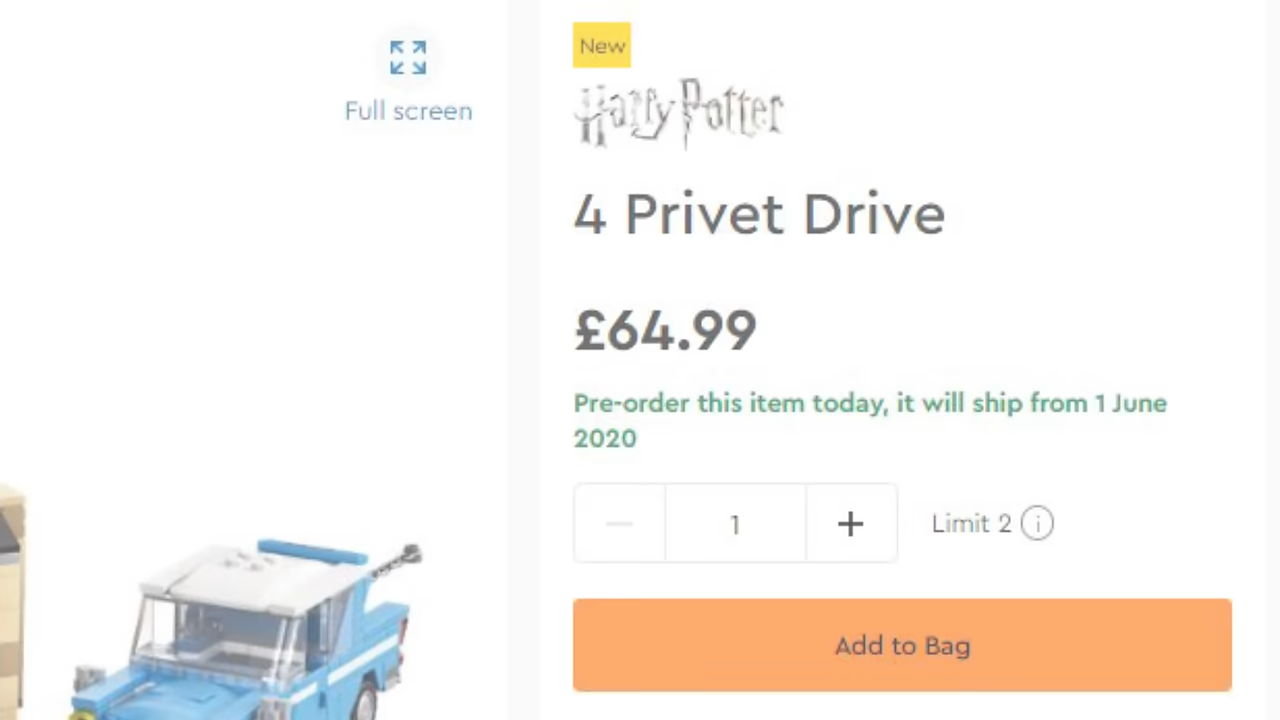 Full screen
New
Harry Potter
4 Privet Drive
£64.99
Pre-order this item today, it will ship from 1 June
2020
1
Limit 2
Add to Bag